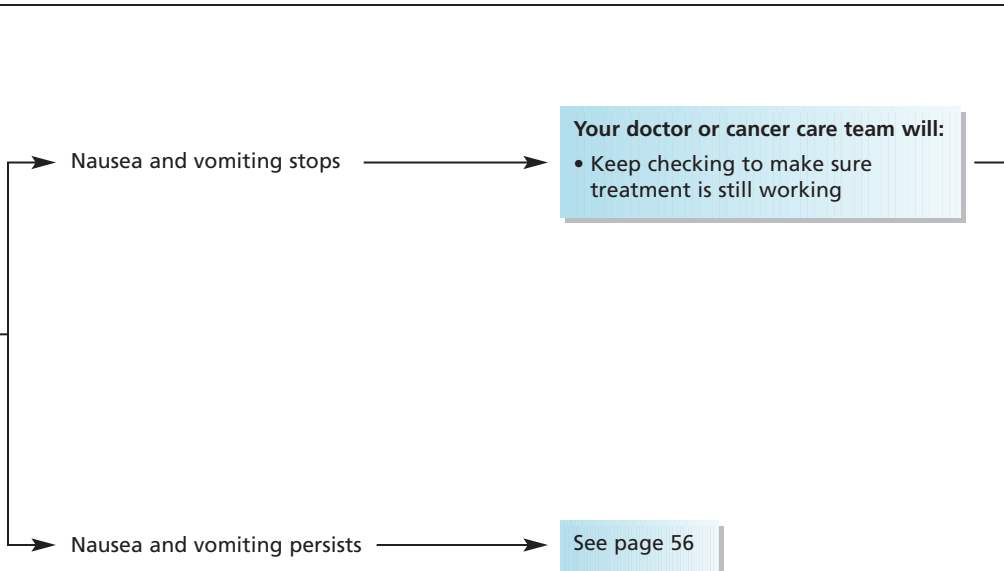 Nausea and vomiting stops
Your doctor or cancer care team will:
• Keep checking to make sure
treatment is still working
Nausea and vomiting persists
See page 56